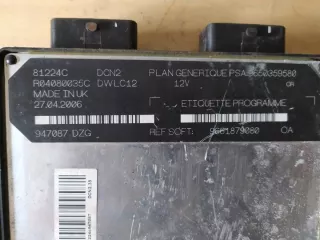 81224C DCN2 PLAN GENERIQUE PSA
R04080035C DWLC12 12V
MADE IN UK
27.04.2006 ETIQUETTE PROGRAMME
947087 DZG REF SOFT: 9661879080 OA